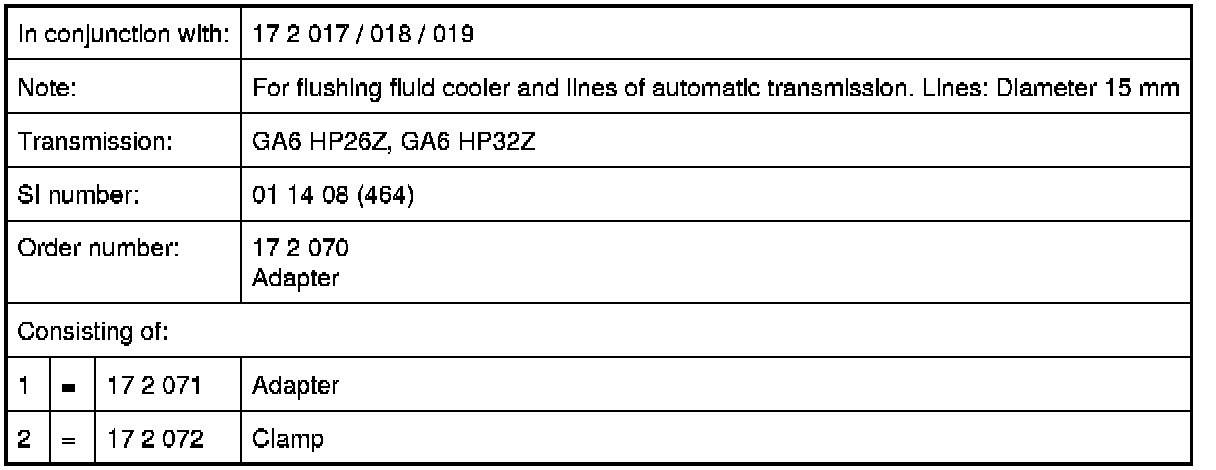 In conjunction with: 17 2 017 / 018 / 019
Note: For flushing fluid cooler and lines of automatic transmission. Lines: Diameter 15 mm
Transmission: GA6 HP26Z, GA6 HP32Z
SI number: 01 14 08 (464)
Order number: 17 2 070
Adapter
Consisting of:
1 = 17 2 071 Adapter
2 = 17 2 072 Clamp